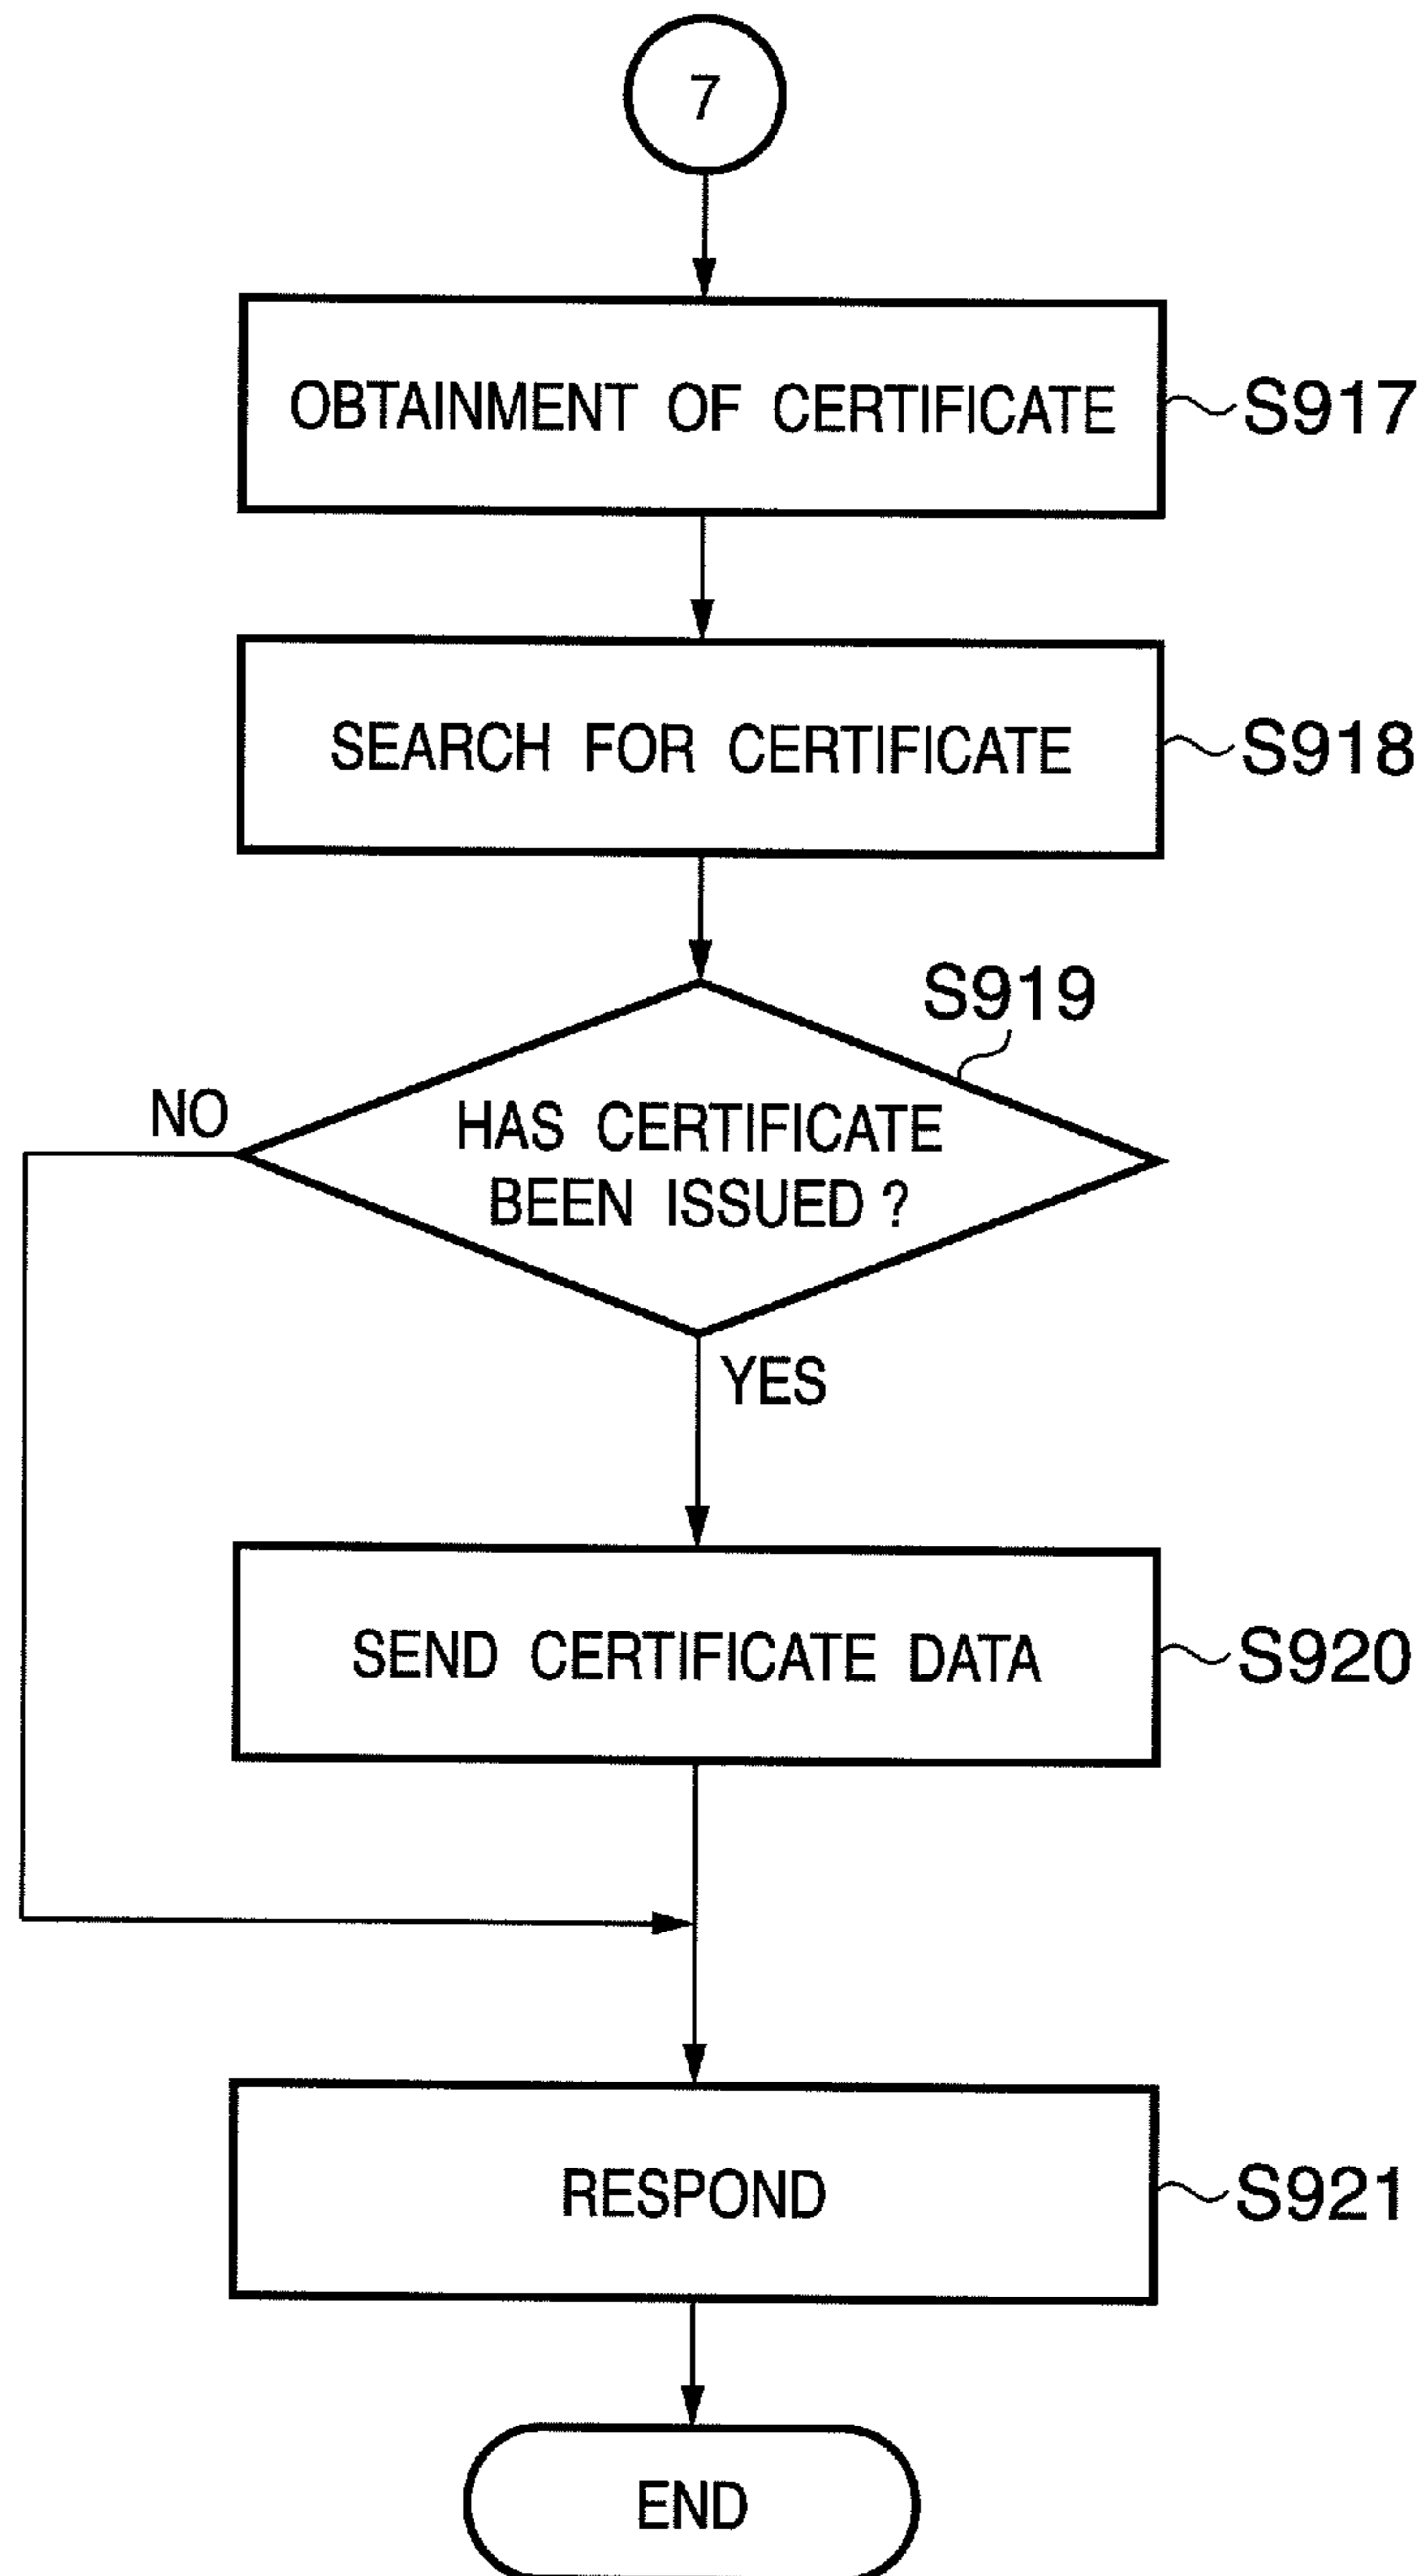 7
OBTAINMENT OF CERTIFICATE
S917
SEARCH FOR CERTIFICATE
S918
S919
NO
HAS CERTIFICATE
BEEN ISSUED ?
YES
SEND CERTIFICATE DATA
S920
RESPOND
S921
END